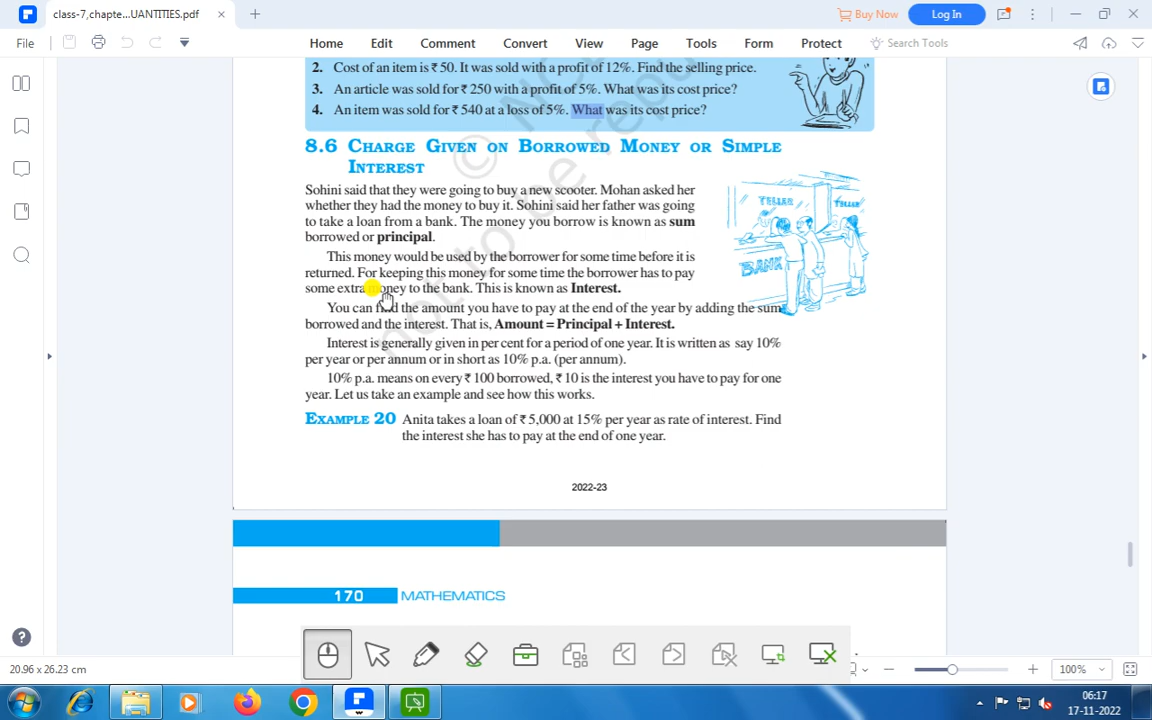 class-7,chapte...UANTITIES.pdf
Buy Now
Log In
File
Home Edit Comment Convert View Page Tools Form Protect Search Tools
2. Cost of an item is ₹ 50. It was sold with a profit of 12%. Find the selling price.
3. An article was sold for ₹ 250 with a profit of 5%. What was its cost price?
4. An item was sold for ₹ 540 at a loss of 5%. What was its cost price?
8.6 CHARGE GIVEN ON BORROWED MONEY OR SIMPLE
INTEREST
Sohini said that they were going to buy a new scooter. Mohan asked her
whether they had the money to buy it. Sohini said her father was going
to take a loan from a bank. The money you borrow is known as sum
borrowed or principal.
This money would be used by the borrower for some time before it is
returned. For keeping this money for some time the borrower has to pay
some extra money to the bank. This is known as Interest.
TELLER
TELLER
BANK
You can find the amount you have to pay at the end of the year by adding the sum
borrowed and the interest. That is, Amount = Principal + Interest.
Interest is generally given in per cent for a period of one year. It is written as say 10%
per year or per annum or in short as 10% p.a. (per annum).
10% p.a. means on every ₹ 100 borrowed, ₹ 10 is the interest you have to pay for one
year. Let us take an example and see how this works.
EXAMPLE 20 Anita takes a loan of ₹ 5,000 at 15% per year as rate of interest. Find
the interest she has to pay at the end of one year.
2022-23
170 MATHEMATICS
not to be repu
20.96 x 26.23 cm
100%
06:17
17-11-2022